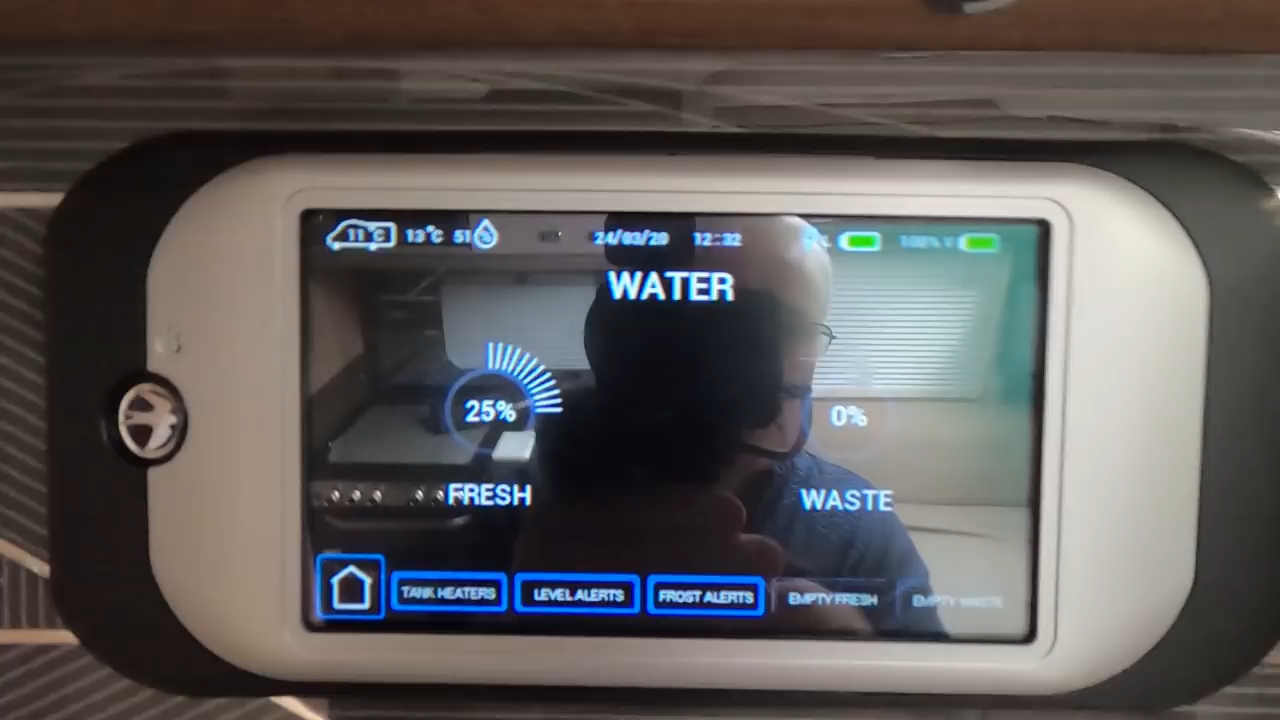 11°C 13°C 51 24/03/20 12:32 100% V
WATER
25% 0%
FRESH WASTE
TANK HEATERS LEVEL ALERTS FROST ALERTS EMPTY FRESH EMPTY WASTE